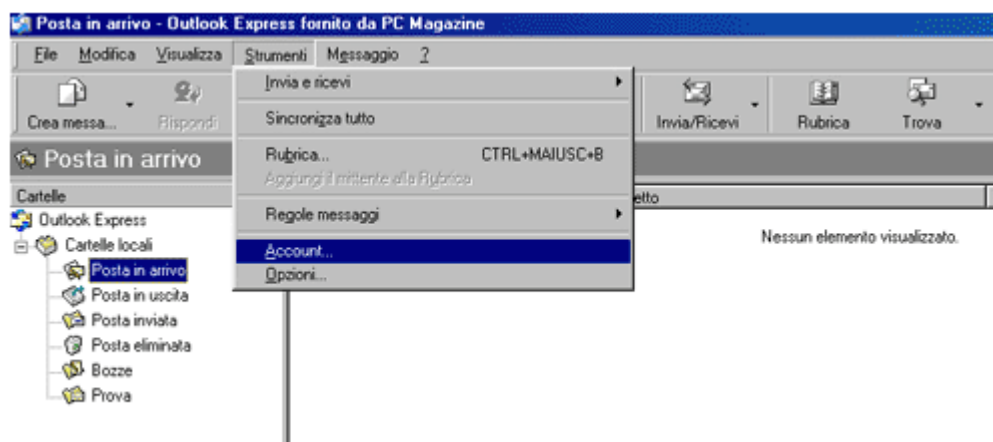 Posta in arrivo - Outlook Express fornito da PC Magazine
File Modifica Visualizza Strumenti Messaggio ?
Crea messa... Rispondi Invia/Ricevi Rubrica Trova
Posta in arrivo
Invia e ricevi
Sincronizza tutto
Rubrica... CTRL+MAIUSC+B
Aggiungi il mittente alla Rubrica
Regole messaggi
Account...
Opzioni...
Cartelle
etto
Outlook Express
Cartelle locali
Posta in arrivo
Posta in uscita
Posta inviata
Posta eliminata
Bozze
Prova
Nessun elemento visualizzato.